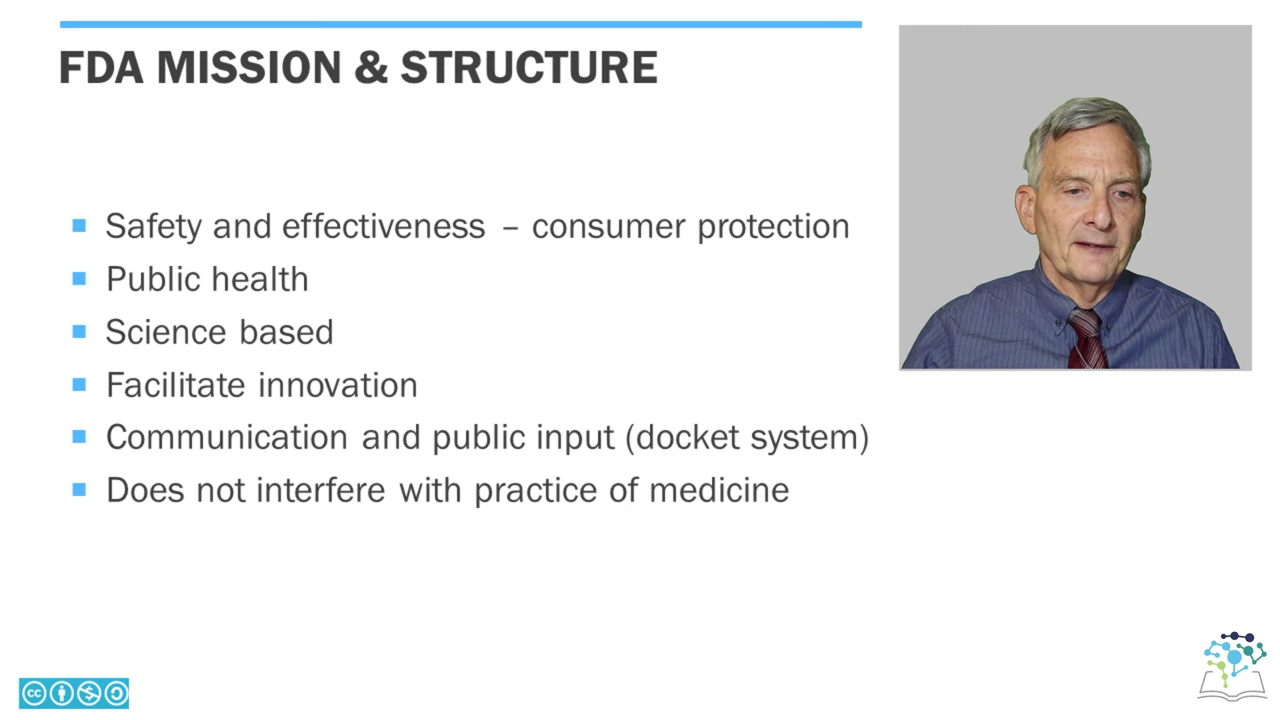 FDA MISSION & STRUCTURE
Safety and effectiveness – consumer protection
Public health
Science based
Facilitate innovation
Communication and public input (docket system)
Does not interfere with practice of medicine
cc